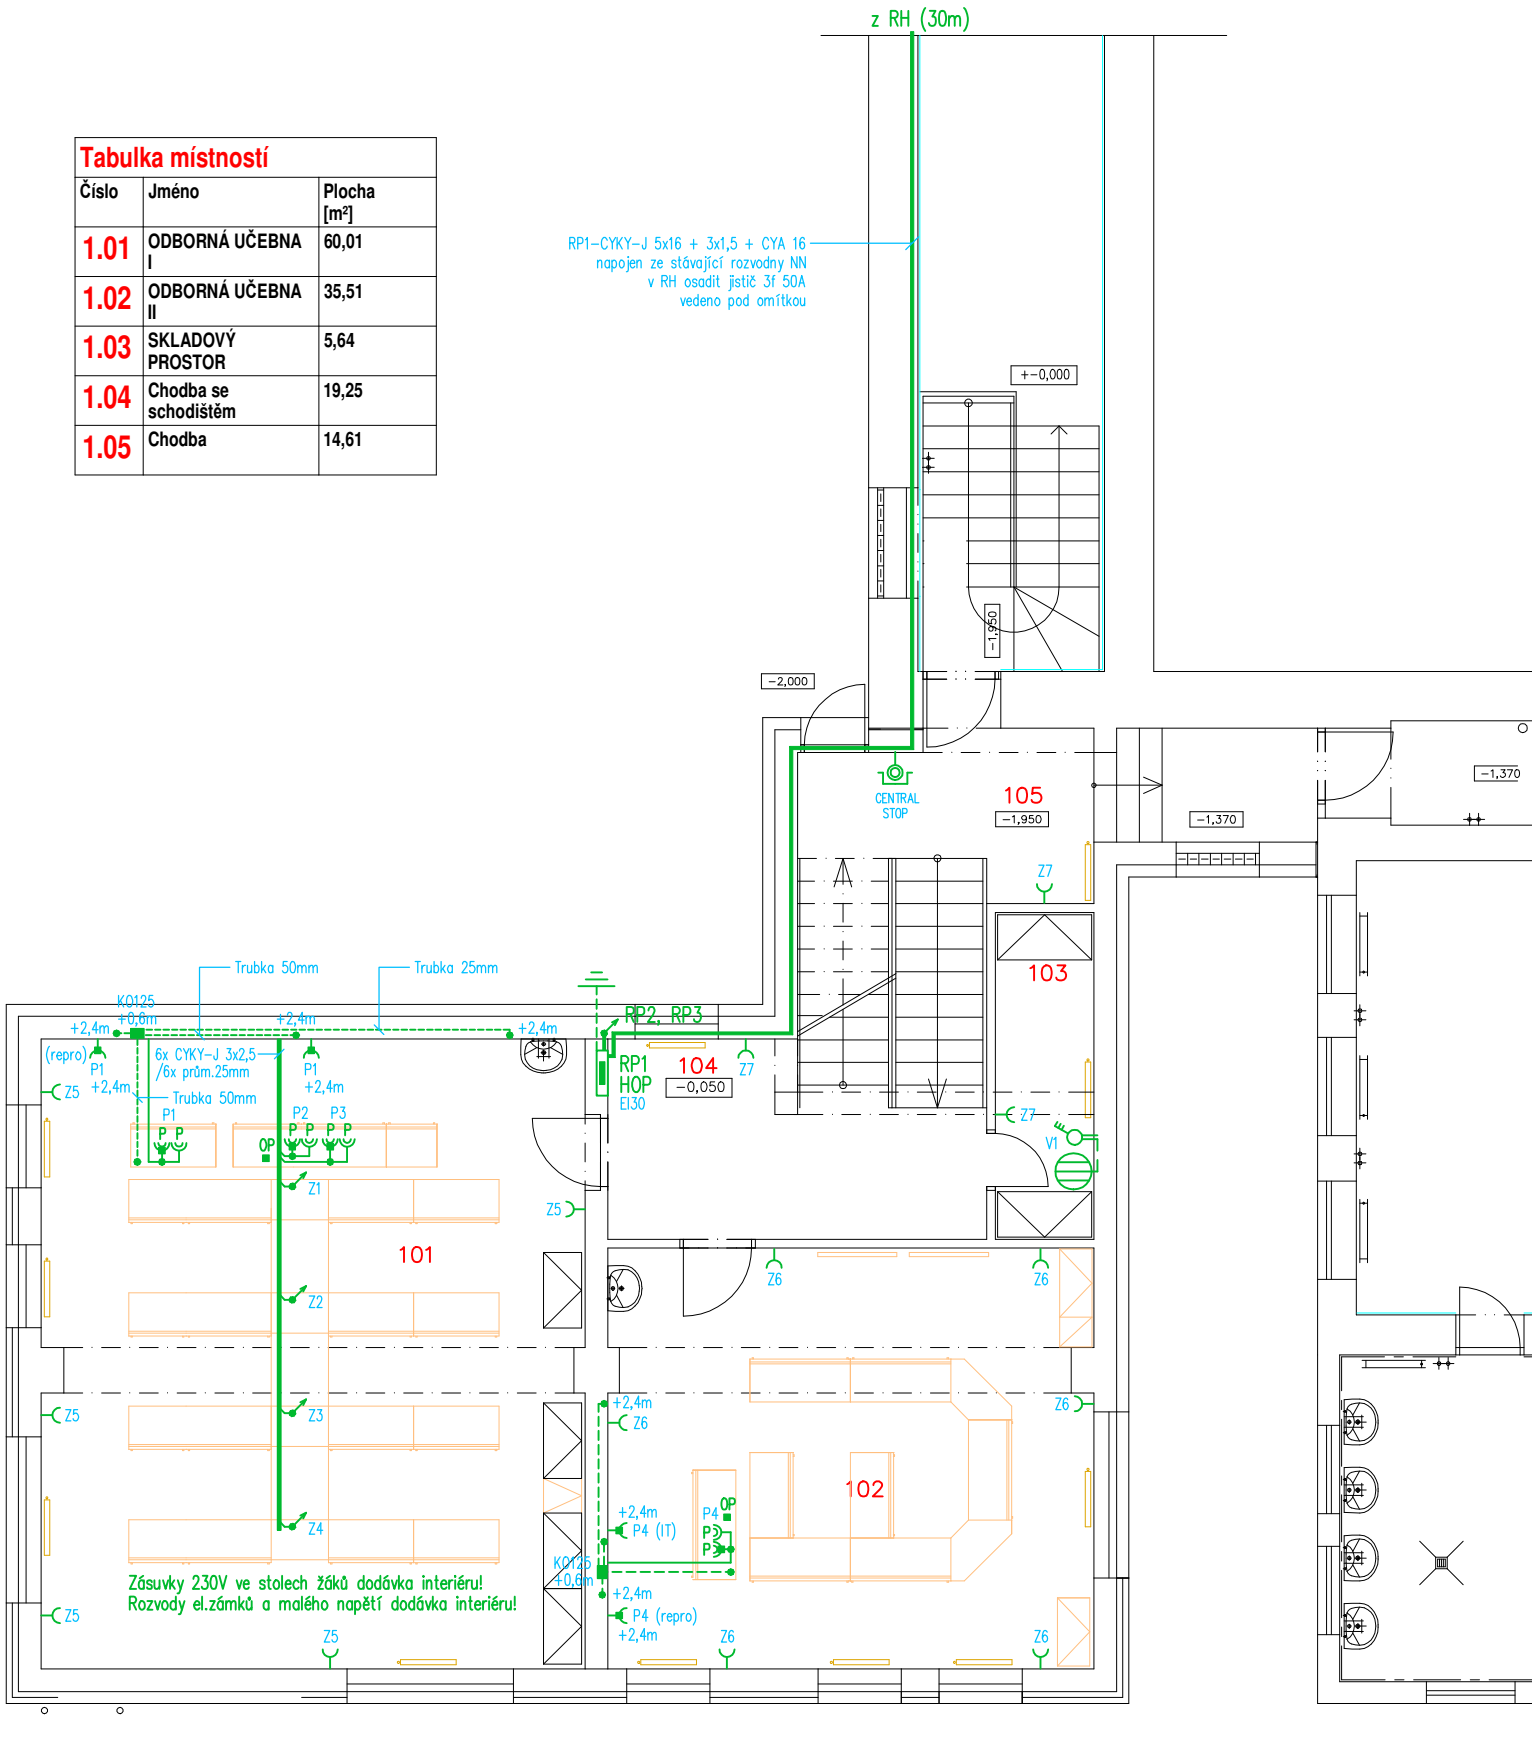 z RH (30m)
Tabulka místností
Číslo Jméno Plocha
[m²]
1.01 ODBORNÁ UČEBNA 60,01
I
1.02 ODBORNÁ UČEBNA 35,51
II
1.03 SKLADOVÝ 5,64
PROSTOR
1.04 Chodba se 19,25
schodištěm
1.05 Chodba 14,61
RP1-CYKY-J 5x16 + 3x1,5 + CYA 16
napojen ze stávající rozvodny NN
v RH osadit jistič 3f 50A
vedeno pod omítkou
+-0,000
-1,950
-2,000
-1,370
CENTRAL
STOP
105
-1,950
-1,370
Z7
103
Trubka 50mm
Trubka 25mm
KO125
+0,6m
+2,4m
+2,4m
+2,4m
RP2, RP3
(repro)
P1
+2,4m
6x CYKY-J 3x2,5
/6x prům.25mm
P1
+2,4m
RP1
HOP
EI30
104
-0,050
Z7
Z5
Trubka 50mm
P1
P2
P3
P P
P P
P P
OP
Z7
V1
Z1
Z5
101
Z6
Z6
Z2
Z3
Z5
+2,4m
Z6
Z6
102
+2,4m
P4 (IT)
P4
OP
P
P
Z4
KO125
+0,6m
+2,4m
P4 (repro)
+2,4m
Zásuvky 230V ve stolech žáků dodávka interiéru!
Rozvody el.zámků a malého napětí dodávka interiéru!
Z5
Z5
Z6
Z6